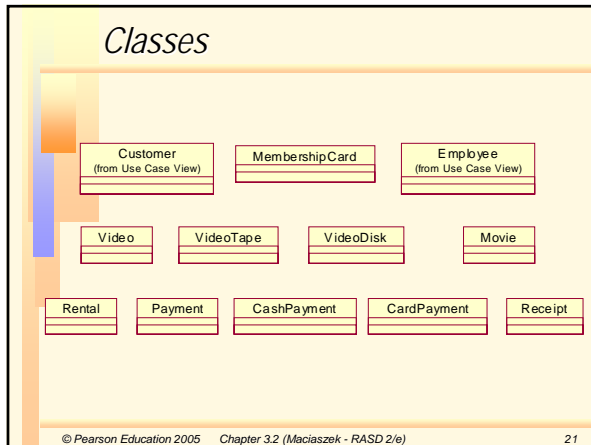 Classes
Customer
(from Use Case View)
MembershipCard
Employee
(from Use Case View)
Video
VideoTape
VideoDisk
Movie
Rental
Payment
CashPayment
CardPayment
Receipt
© Pearson Education 2005 Chapter 3.2 (Maciaszek - RASD 2/e) 21